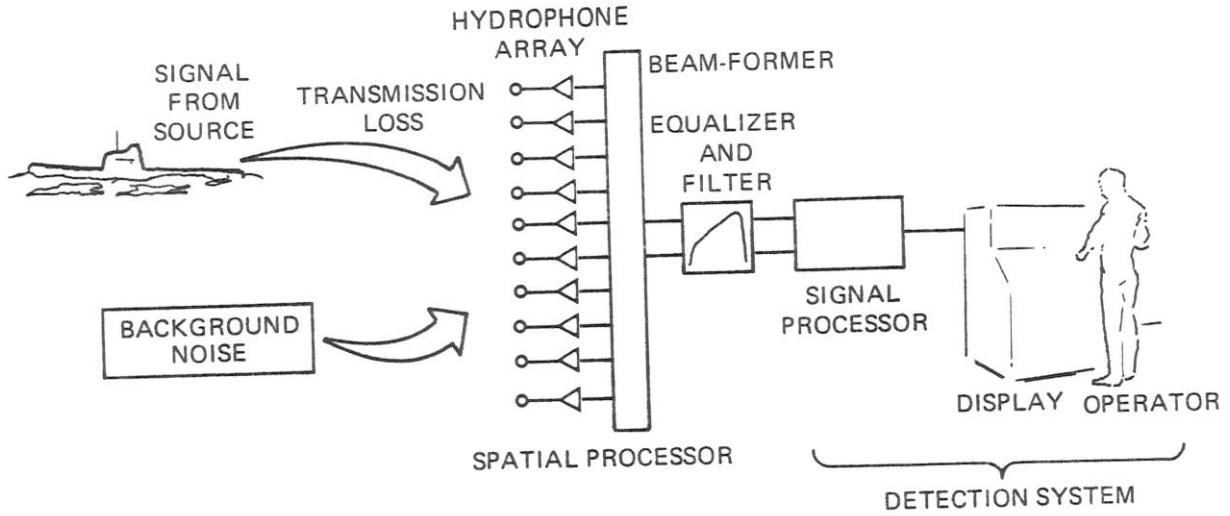 HYDROPHONE
ARRAY
SIGNAL
FROM
SOURCE
TRANSMISSION
LOSS
BEAM-FORMER
EQUALIZER
AND
FILTER
BACKGROUND
NOISE
SIGNAL
PROCESSOR
DISPLAY
OPERATOR
SPATIAL PROCESSOR
DETECTION SYSTEM